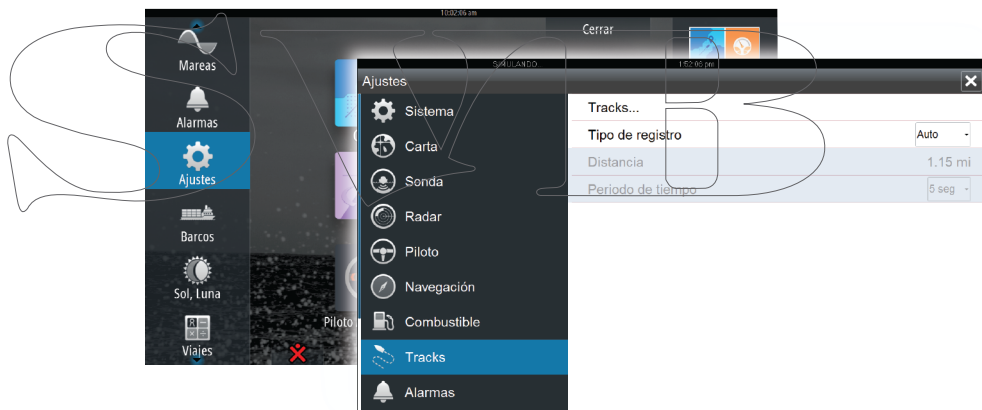 10:02:06 am
Cerrar
Mareas
Alarmas
Ajustes
Barcos
Sol, Luna
Viajes
Piloto
SIMULANDO
1:52:06 pm
Ajustes
Sistema
Carta
Sonda
Radar
Piloto
Navegación
Combustible
Tracks
Alarmas
Tracks...
Tipo de registro
Auto
Distancia
1.15 mi
Periodo de tiempo
5 seg